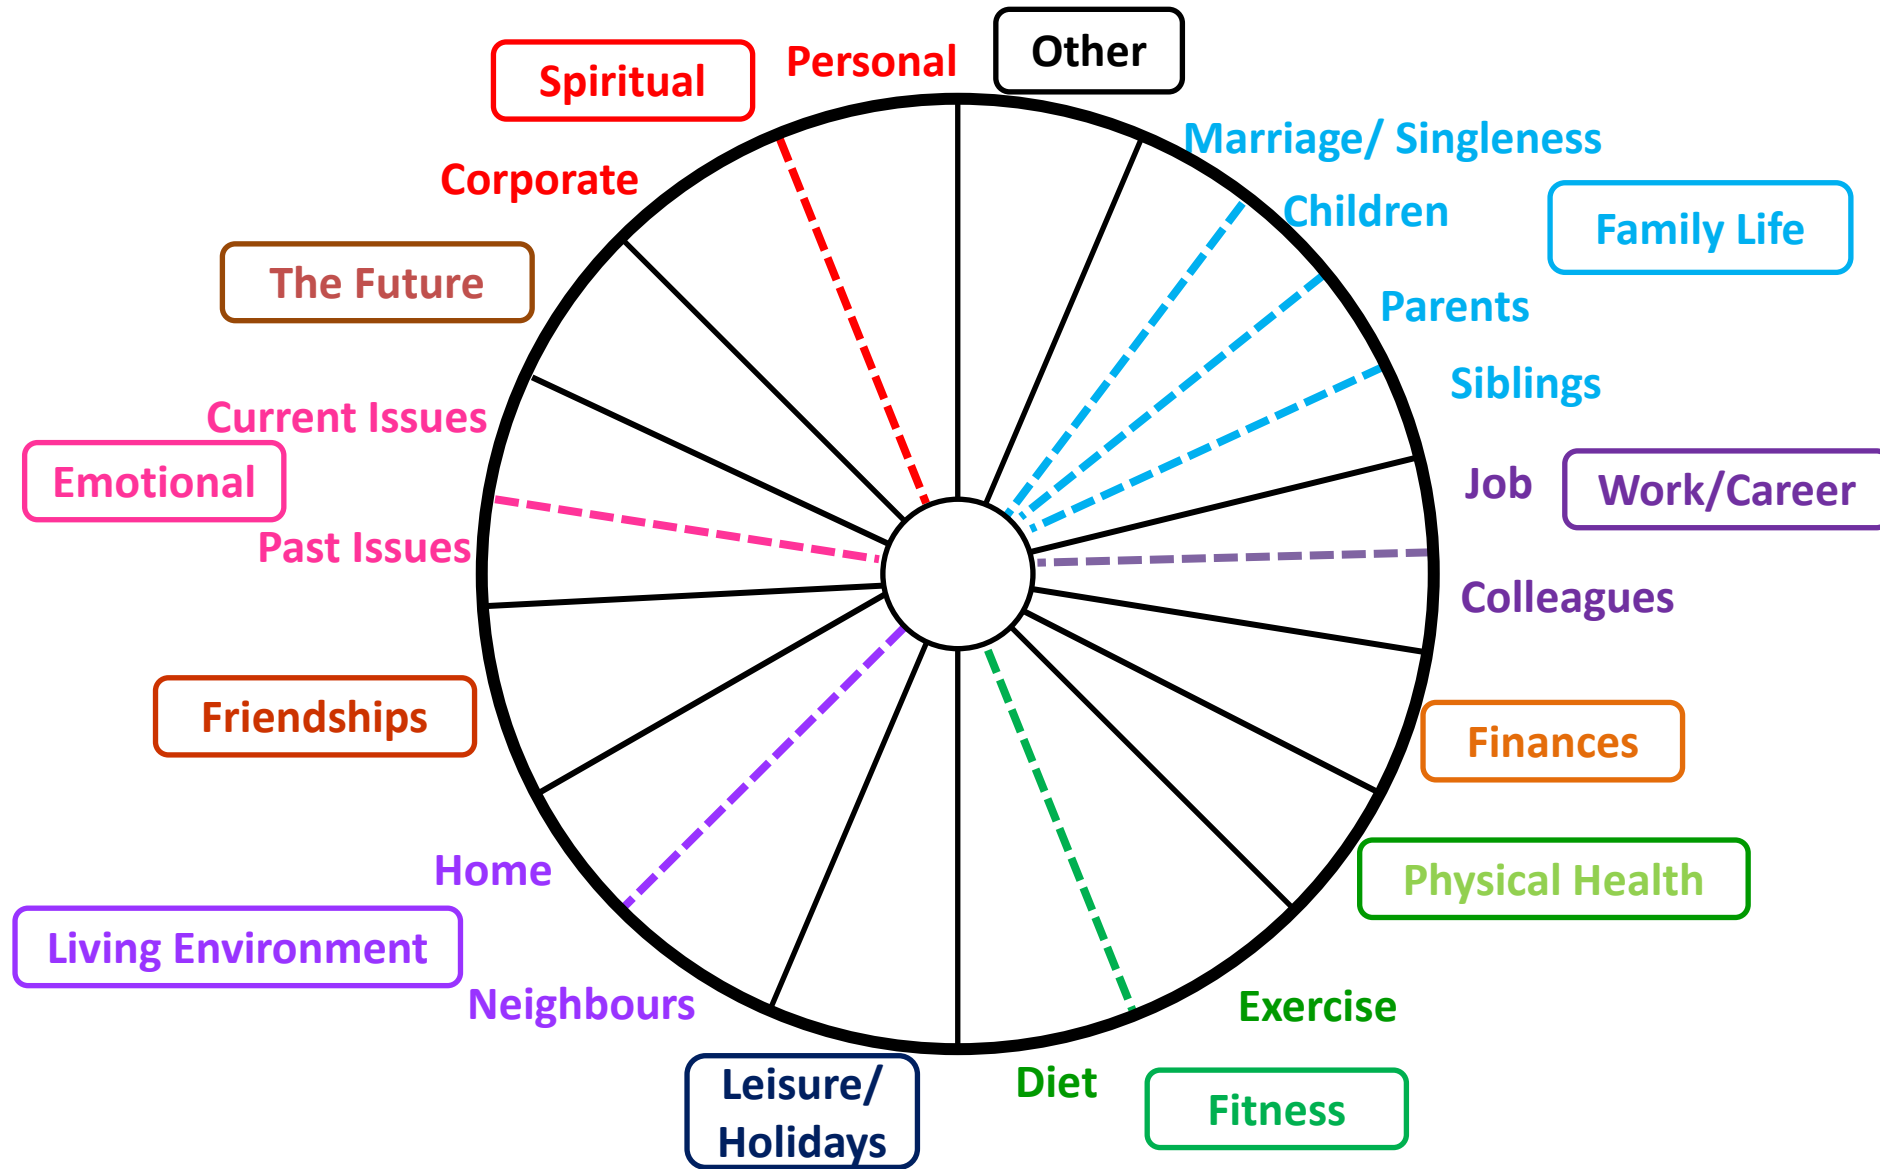 Other
Personal
Spiritual
Marriage/ Singleness
Corporate
Children
Family Life
The Future
Parents
Siblings
Current Issues
Emotional
Job
Work/Career
Past Issues
Colleagues
Friendships
Finances
Home
Physical Health
Living Environment
Neighbours
Exercise
Leisure/
Holidays
Diet
Fitness